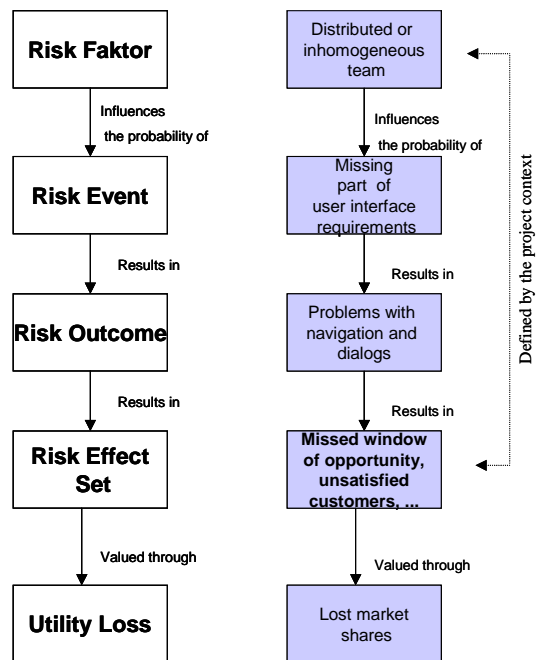 Risk Faktor
Influences
the probability of
Risk Event
Results in
Risk Outcome
Results in
Risk Effect
Set
Valued through
Utility Loss
Distributed or
inhomogeneous
team
Influences
the probability of
Missing
part of
user interface
requirements
Results in
Problems with
navigation and
dialogs
Results in
Missed window
of opportunity,
unsatisfied
customers, ...
Valued through
Lost market
shares
Defined by the project context